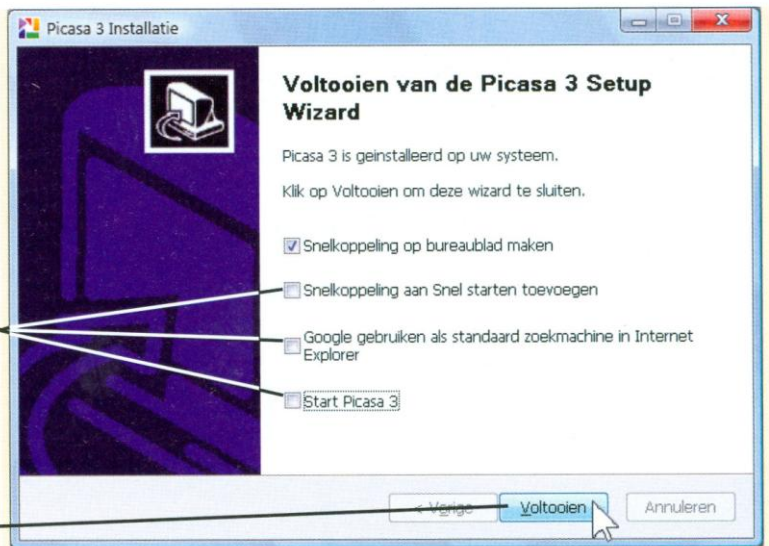 Picasa 3 Installatie
Voltooien van de Picasa 3 Setup
Wizard
Picasa 3 is geinstalleerd op uw systeem.
Klik op Voltooien om deze wizard te sluiten.
Snelkoppeling op bureaublad maken
Snelkoppeling aan Snel starten toevoegen
Google gebruiken als standaard zoekmachine in Internet
Explorer
Start Picasa 3
< Vorige
Voltooien
Annuleren